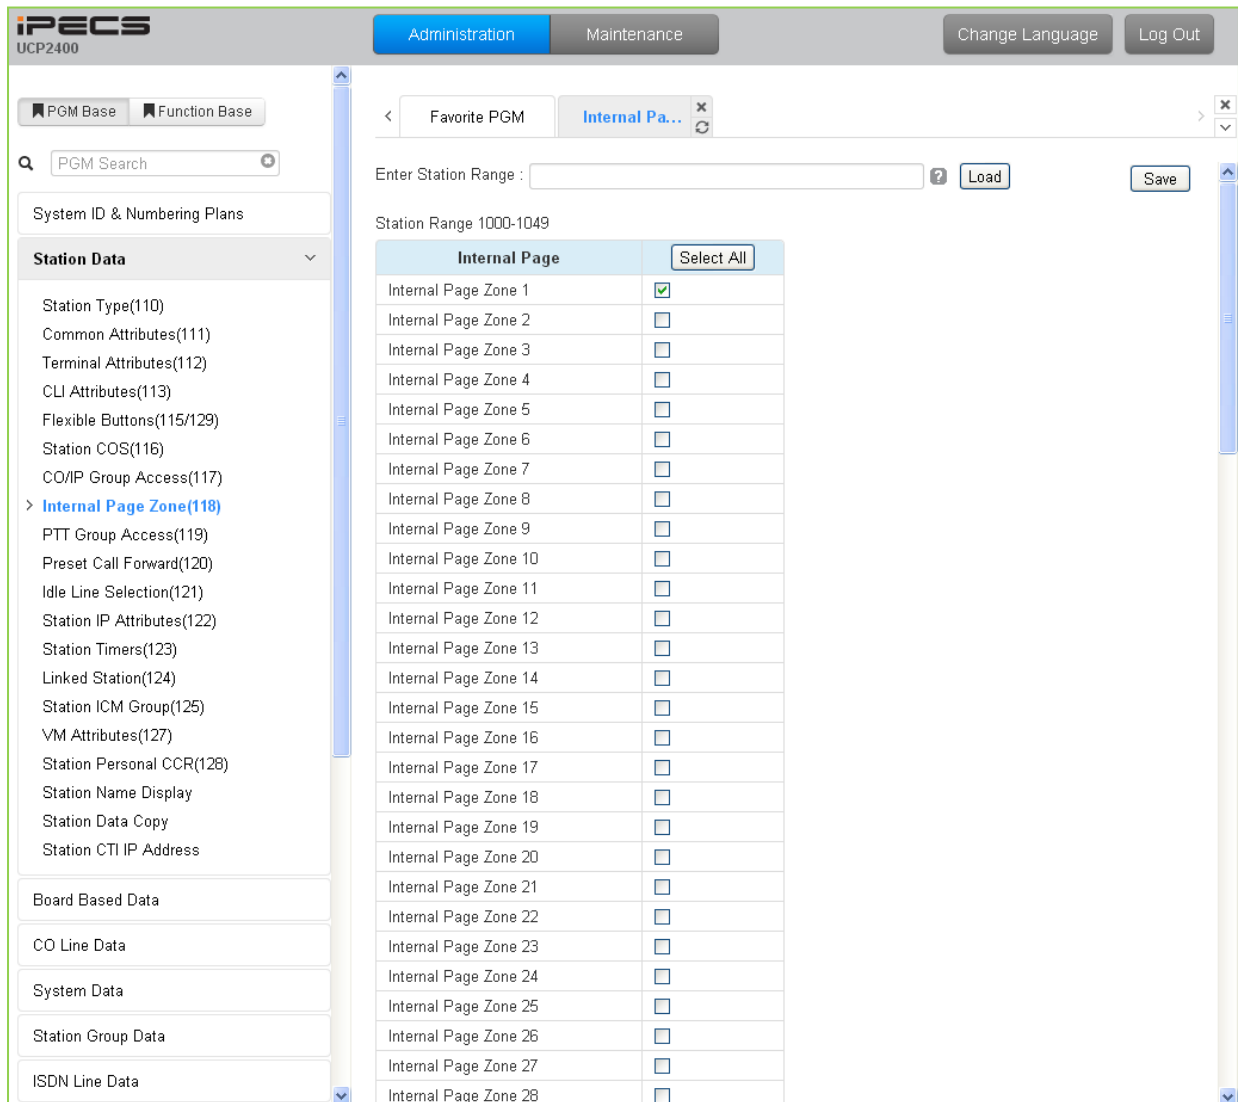 iPECS
UCP2400
Administration
Maintenance
Change Language
Log Out
PGM Base
Function Base
PGM Search
System ID & Numbering Plans
Station Data
Station Type(110)
Common Attributes(111)
Terminal Attributes(112)
CLI Attributes(113)
Flexible Buttons(115/129)
Station COS(116)
CO/IP Group Access(117)
Internal Page Zone(118)
PTT Group Access(119)
Preset Call Forward(120)
Idle Line Selection(121)
Station IP Attributes(122)
Station Timers(123)
Linked Station(124)
Station ICM Group(125)
VM Attributes(127)
Station Personal CCR(128)
Station Name Display
Station Data Copy
Station CTI IP Address
Board Based Data
CO Line Data
System Data
Station Group Data
ISDN Line Data
Favorite PGM
Internal Pa...
Enter Station Range :
?
Load
Save
Station Range 1000-1049
Internal Page
Select All
Internal Page Zone 1
Internal Page Zone 2
Internal Page Zone 3
Internal Page Zone 4
Internal Page Zone 5
Internal Page Zone 6
Internal Page Zone 7
Internal Page Zone 8
Internal Page Zone 9
Internal Page Zone 10
Internal Page Zone 11
Internal Page Zone 12
Internal Page Zone 13
Internal Page Zone 14
Internal Page Zone 15
Internal Page Zone 16
Internal Page Zone 17
Internal Page Zone 18
Internal Page Zone 19
Internal Page Zone 20
Internal Page Zone 21
Internal Page Zone 22
Internal Page Zone 23
Internal Page Zone 24
Internal Page Zone 25
Internal Page Zone 26
Internal Page Zone 27
Internal Page Zone 28